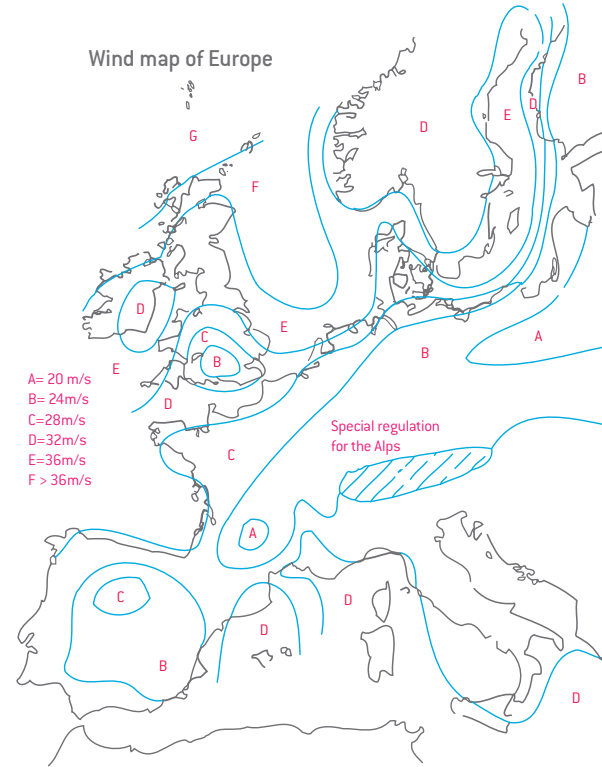 Wind map of Europe
B
E
D
D
G
F
D
E
C
A
B
B
E
A= 20 m/s
B= 24m/s
C=28m/s
D=32m/s
E=36m/s
F > 36m/s
D
Special regulation
for the Alps
C
A
C
D
D
B
D